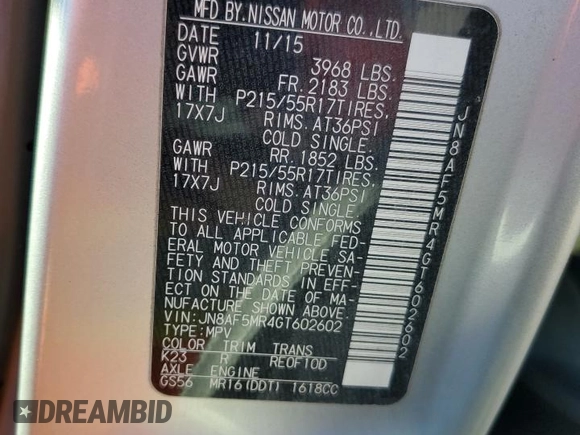 MFD BY. NISSAN MOTOR CO.,LTD.
DATE 11/15
GVWR 3968 LBS.
GAWR FR. 2183 LBS.
WITH P215/55R17TIRES,
17X7J RIMS. AT36PSI
COLD SINGLE.
GAWR RR. 1852 LBS.
WITH P215/55R17TIRES,
17X7J RIMS. AT36PSI
COLD SINGLE.
THIS VEHICLE CONFORMS
TO ALL APPLICABLE FED-
ERAL MOTOR VEHICLE SA-
FETY AND THEFT PREVEN-
TION STANDARDS IN EFF-
ECT ON THE DATE OF MA-
NUFACTURE SHOWN ABOVE.
VIN:JN8AF5MR4GT602602
TYPE:MPV
COLOR TRIM TRANS
K23 R RE0F10D
AXLE ENGINE
GS56 MR16(DDT) 1618CC
JN8AF5MR4GT602602
DREAMBID